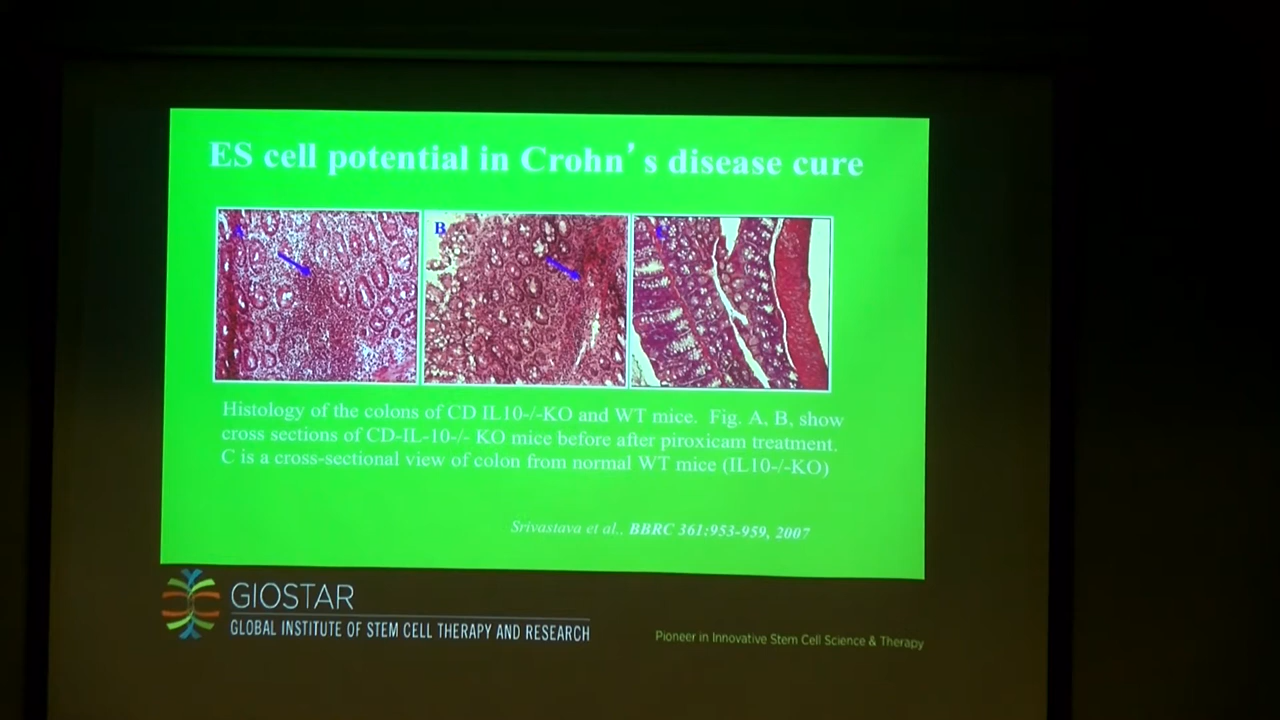 ES cell potential in Crohn's disease cure
A B C
Histology of the colons of CD IL10-/-KO and WT mice. Fig. A, B, show
cross sections of CD-IL-10-/- KO mice before after piroxicam treatment.
C is a cross-sectional view of colon from normal WT mice (IL10-/-KO)
Srivastava et al., BBRC 361:953-959, 2007
GIOSTAR
GLOBAL INSTITUTE OF STEM CELL THERAPY AND RESEARCH
Pioneer in Innovative Stem Cell Science & Therapy